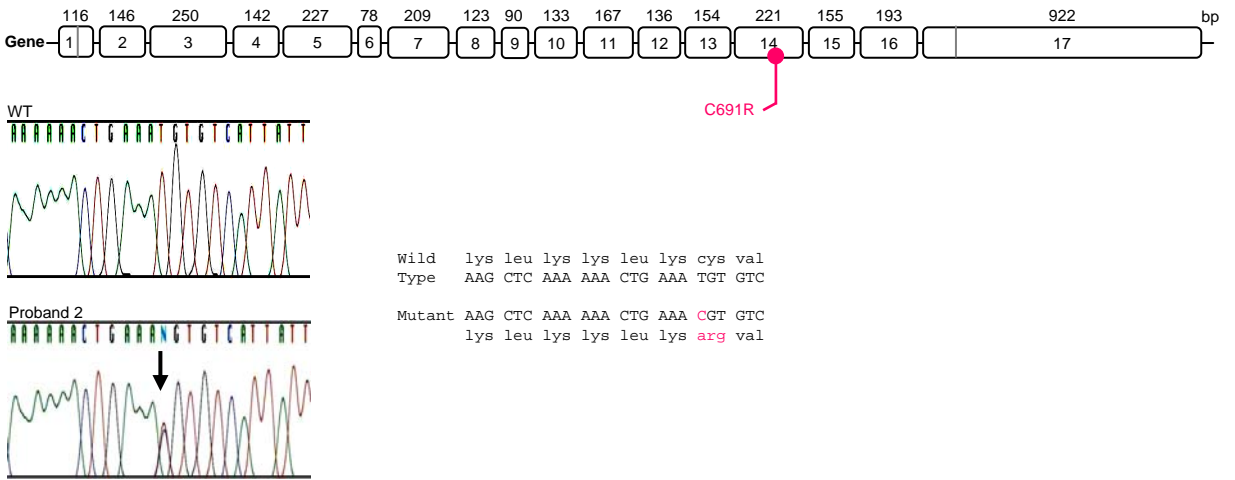 116 146 250 142 227 78 209 123 90 133 167 136 154 221 155 193 922 bp
Gene 1 2 3 4 5 6 7 8 9 10 11 12 13 14 15 16 17
C691R
WT
A A A A A A C T G A A A T G T G T C A T T A T T
Wild lys leu lys lys leu lys cys val
Type AAG CTC AAA AAA CTG AAA TGT GTC
Proband 2
A A A A A A C T G A A A N G T G T C A T T A T T
Mutant AAG CTC AAA AAA CTG AAA CGT GTC
lys leu lys lys leu lys arg val